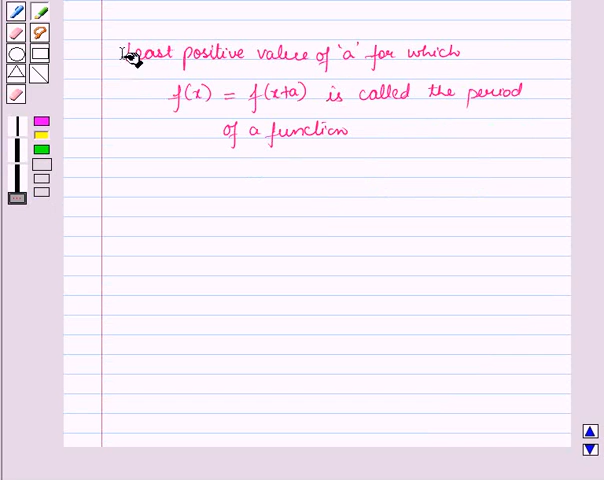 Least positive value of 'a' for which
f(x) = f(x+a) is called the period
of a function